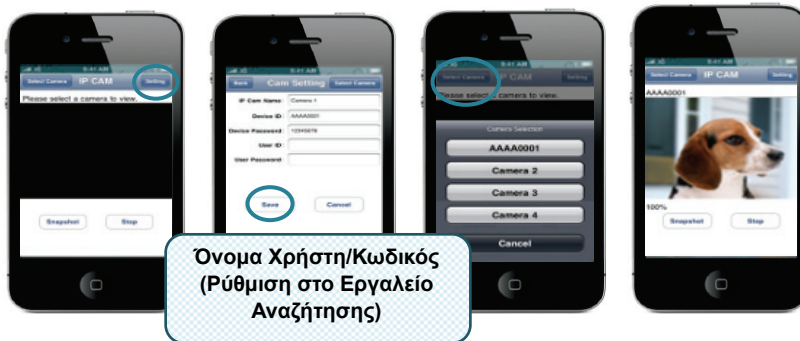 9:41 AM
IP CAM
Setting
Select Camera
Please select a camera to view.
Snapshot
Stop
9:41 AM
Back
Cam Setting
Select Camera
IP Cam Name:
Camera 1
Device ID:
AAAA0001
Device Password:
12345678
User ID:
User Password:
Save
Cancel
Όνομα Χρήστη/Κωδικός
(Ρύθμιση στο Εργαλείο
Αναζήτησης)
9:41 AM
Select Camera
IP CAM
Setting
Please select a camera to view.
Camera Selection
AAAA0001
Camera 2
Camera 3
Camera 4
Cancel
9:41 AM
Select Camera
IP CAM
Setting
AAAA0001
100%
Snapshot
Stop